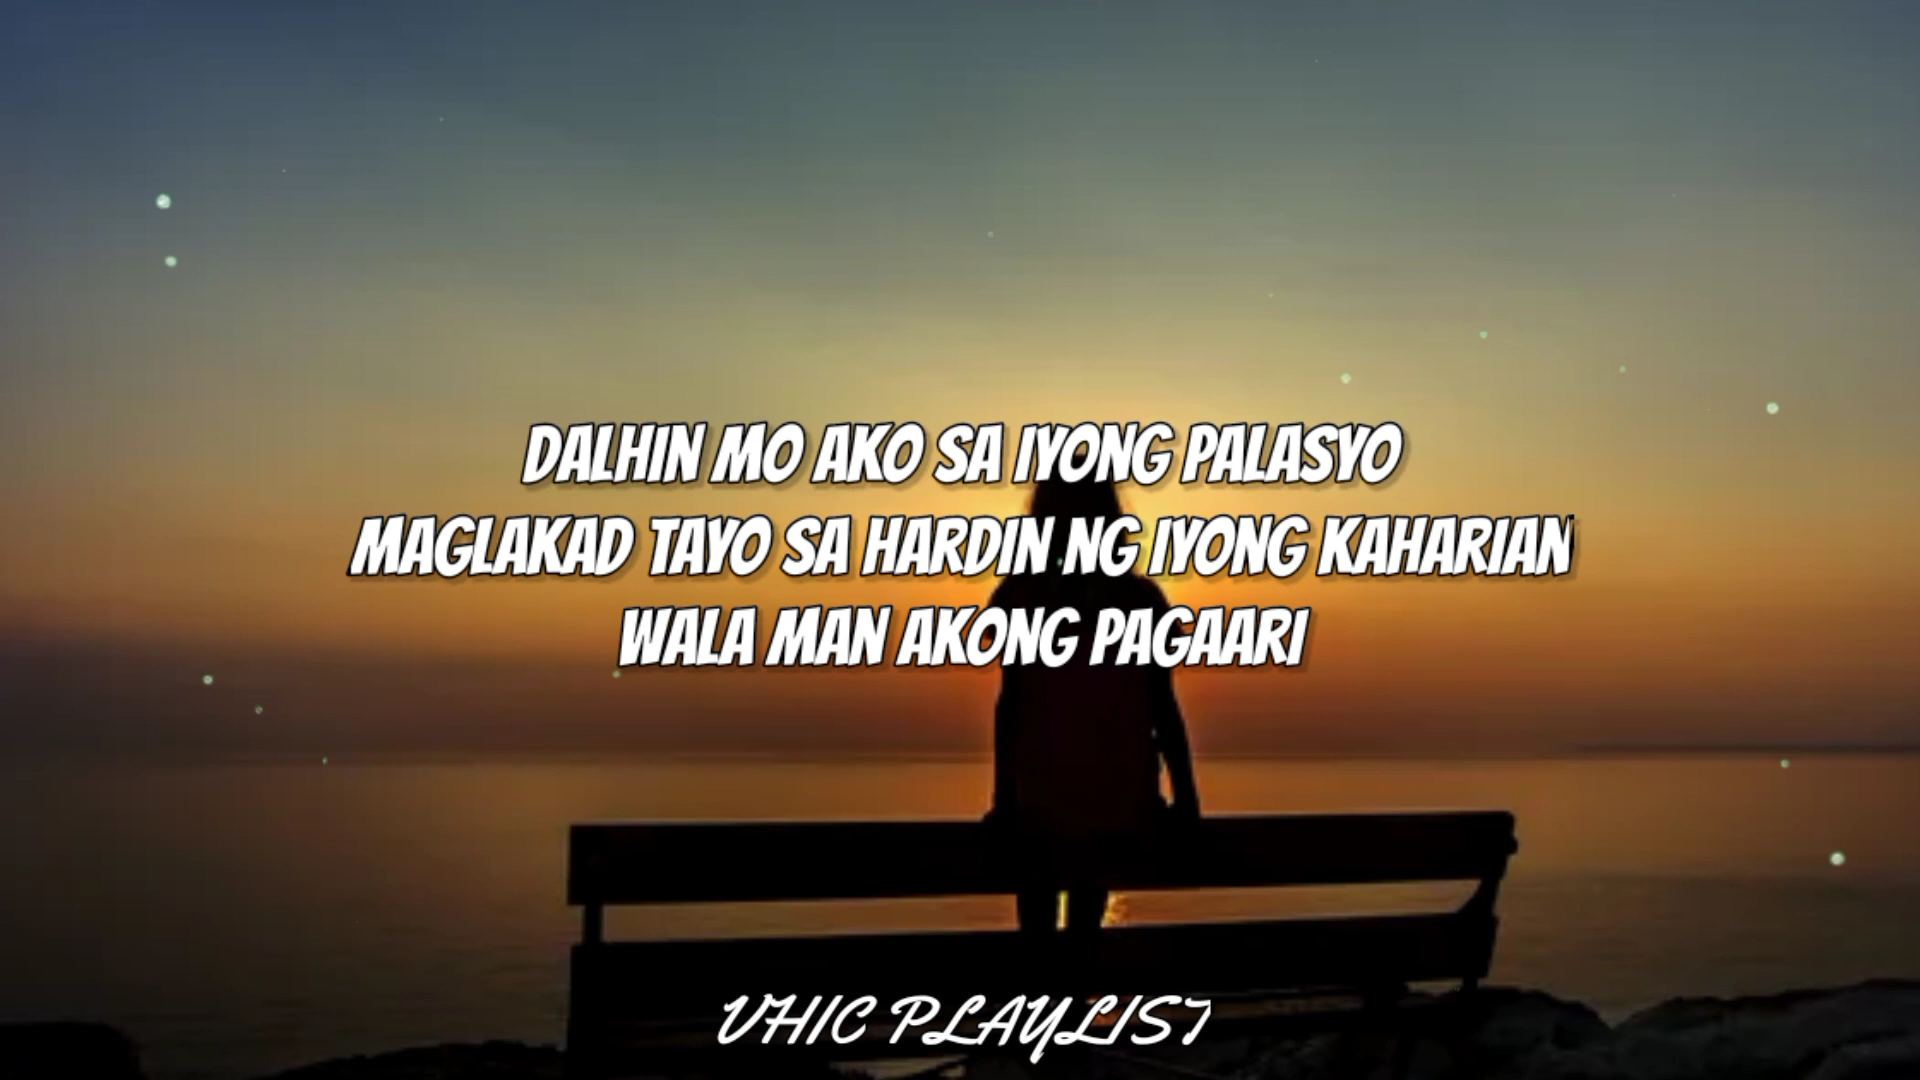 DALHIN MO AKO SA IYONG PALASYO
MAGLAKAD TAYO SA HARDIN NG IYONG KAHARIAN
WALA MAN AKONG PAGAARI
VHIC PLAYLIST